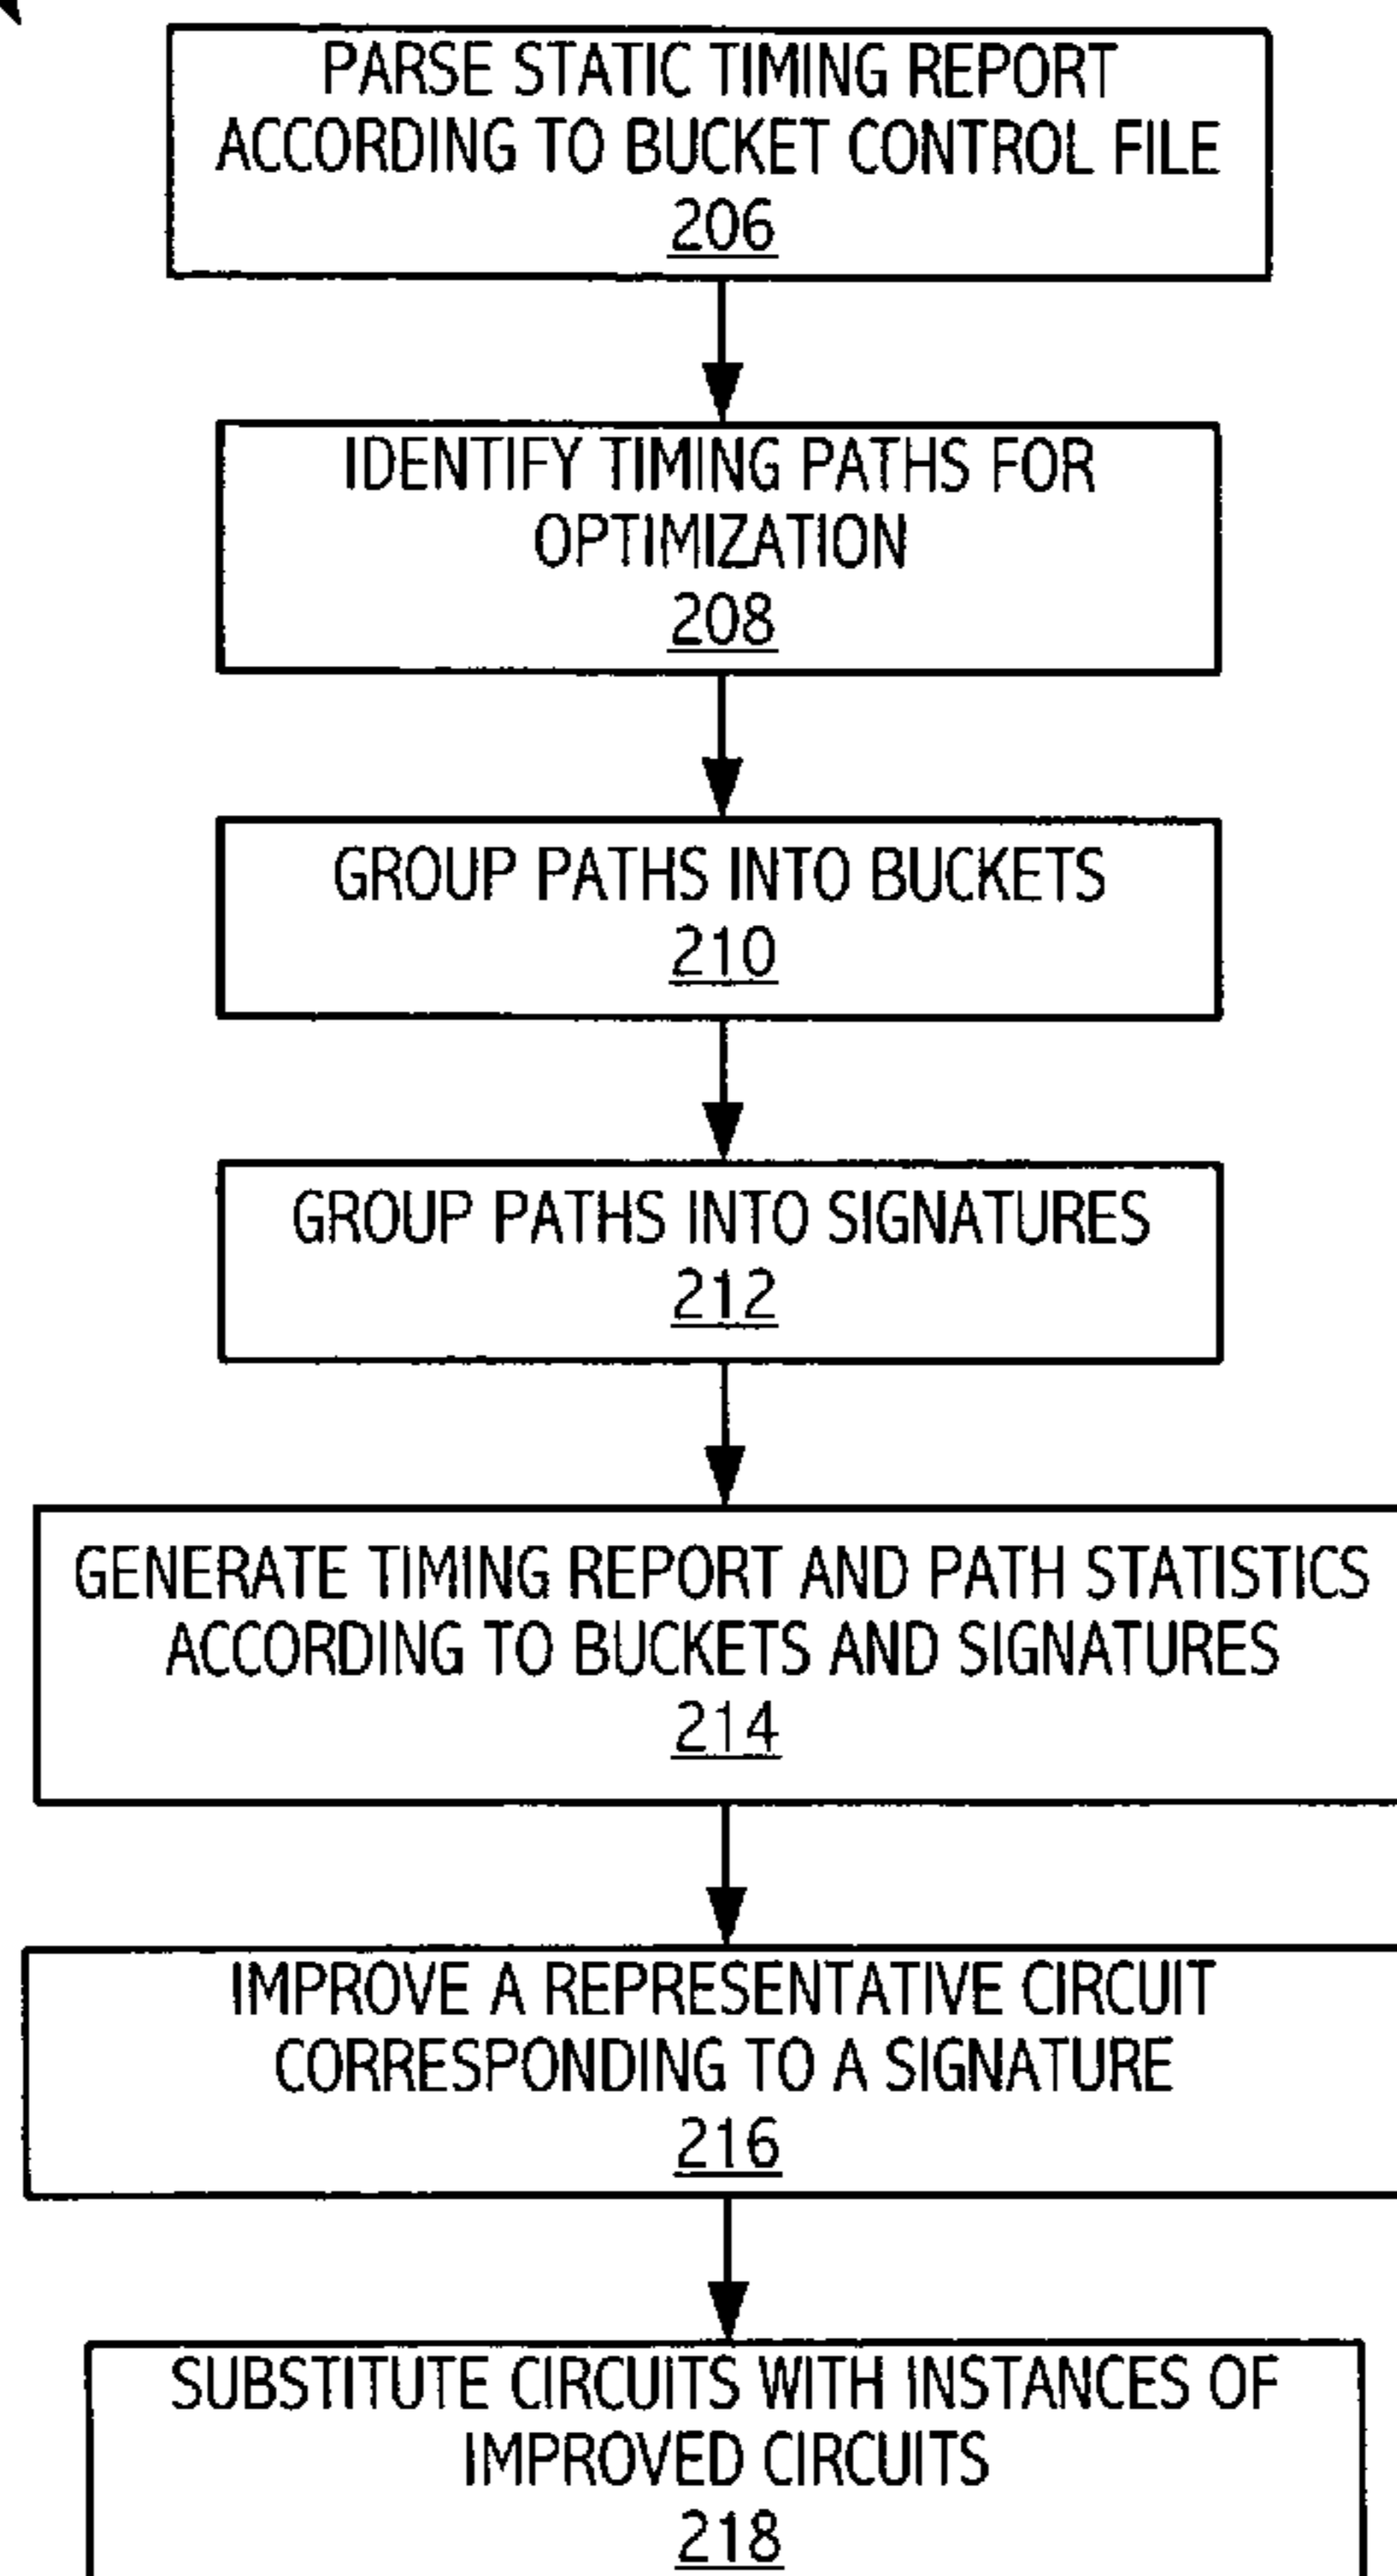 PARSE STATIC TIMING REPORT
ACCORDING TO BUCKET CONTROL FILE
206
IDENTIFY TIMING PATHS FOR
OPTIMIZATION
208
GROUP PATHS INTO BUCKETS
210
GROUP PATHS INTO SIGNATURES
212
GENERATE TIMING REPORT AND PATH STATISTICS
ACCORDING TO BUCKETS AND SIGNATURES
214
IMPROVE A REPRESENTATIVE CIRCUIT
CORRESPONDING TO A SIGNATURE
216
SUBSTITUTE CIRCUITS WITH INSTANCES OF
IMPROVED CIRCUITS
218